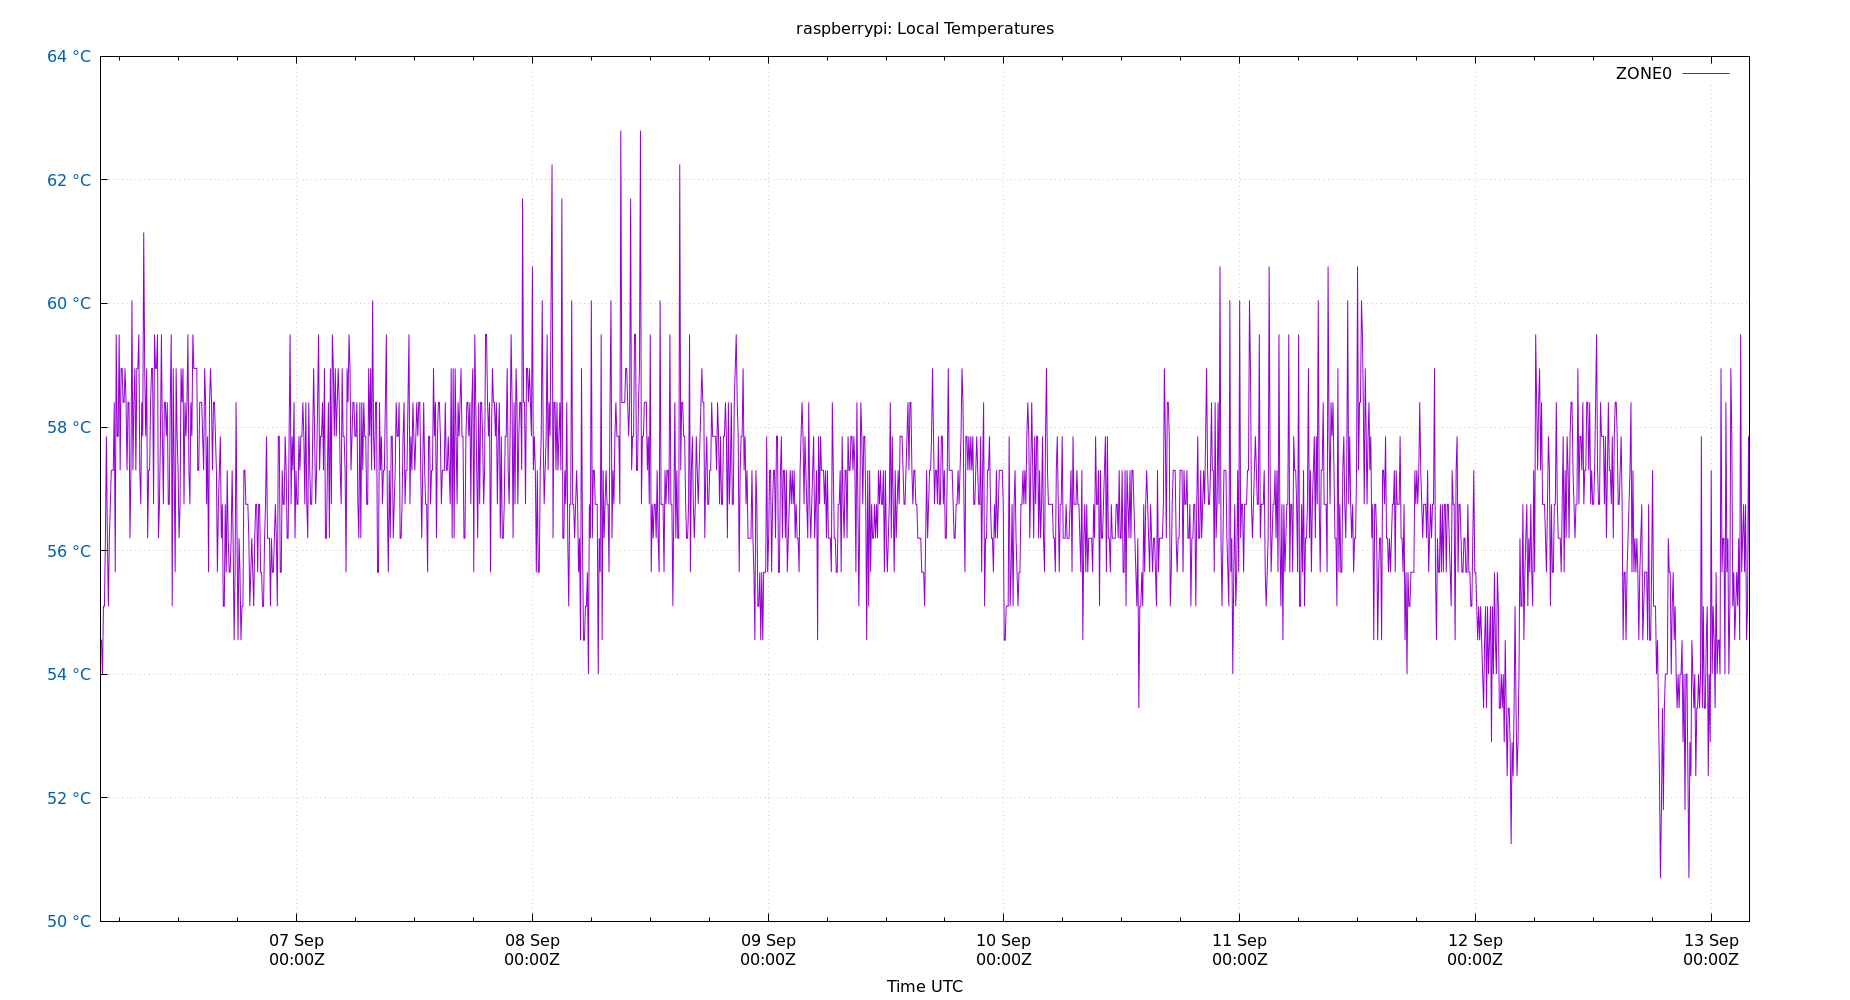 raspberrypi: Local Temperatures
64 °C
ZONE0
62 °C
60 °C
58 °C
56 °C
54 °C
52 °C
50 °C
07 Sep 08 Sep 09 Sep 10 Sep 11 Sep 12 Sep 13 Sep
00:00Z 00:00Z 00:00Z 00:00Z 00:00Z 00:00Z 00:00Z
Time UTC